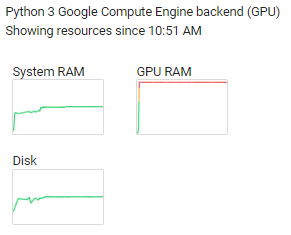 Python 3 Google Compute Engine backend (GPU)
Showing resources since 10:51 AM
System RAM
GPU RAM
Disk